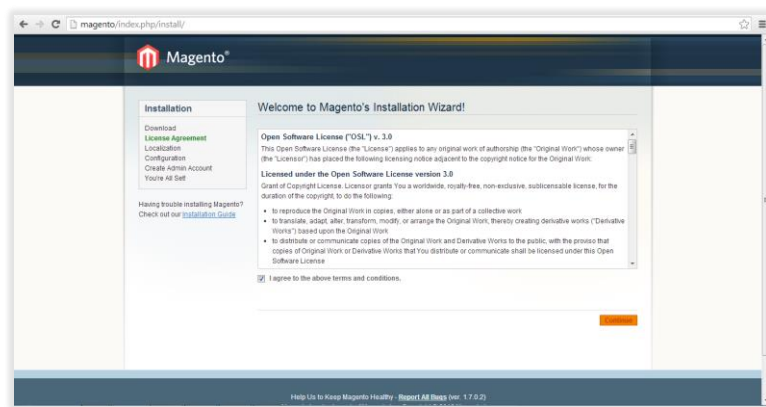 magento/index.php/install/
Magento®
Installation
Download
License Agreement
Localization
Configuration
Create Admin Account
You're All Set!
Having trouble installing Magento?
Check out our Installation Guide
Welcome to Magento's Installation Wizard!
Open Software License ("OSL") v. 3.0
This Open Software License (the "License") applies to any original work of authorship (the "Original Work") whose owner
(the "Licensor") has placed the following licensing notice adjacent to the copyright notice for the Original Work:
Licensed under the Open Software License version 3.0
Grant of Copyright License. Licensor grants You a worldwide, royalty-free, non-exclusive, sublicensable license, for the
duration of the copyright, to do the following:
to reproduce the Original Work in copies, either alone or as part of a collective work
to translate, adapt, alter, transform, modify, or arrange the Original Work, thereby creating derivative works ("Derivative
Works") based upon the Original Work
to distribute or communicate copies of the Original Work and Derivative Works to the public, with the proviso that
copies of Original Work or Derivative Works that You distribute or communicate shall be licensed under this Open
Software License
I agree to the above terms and conditions.
Continue
Help Us to Keep Magento Healthy - Report All Bugs (ver. 1.7.0.2)